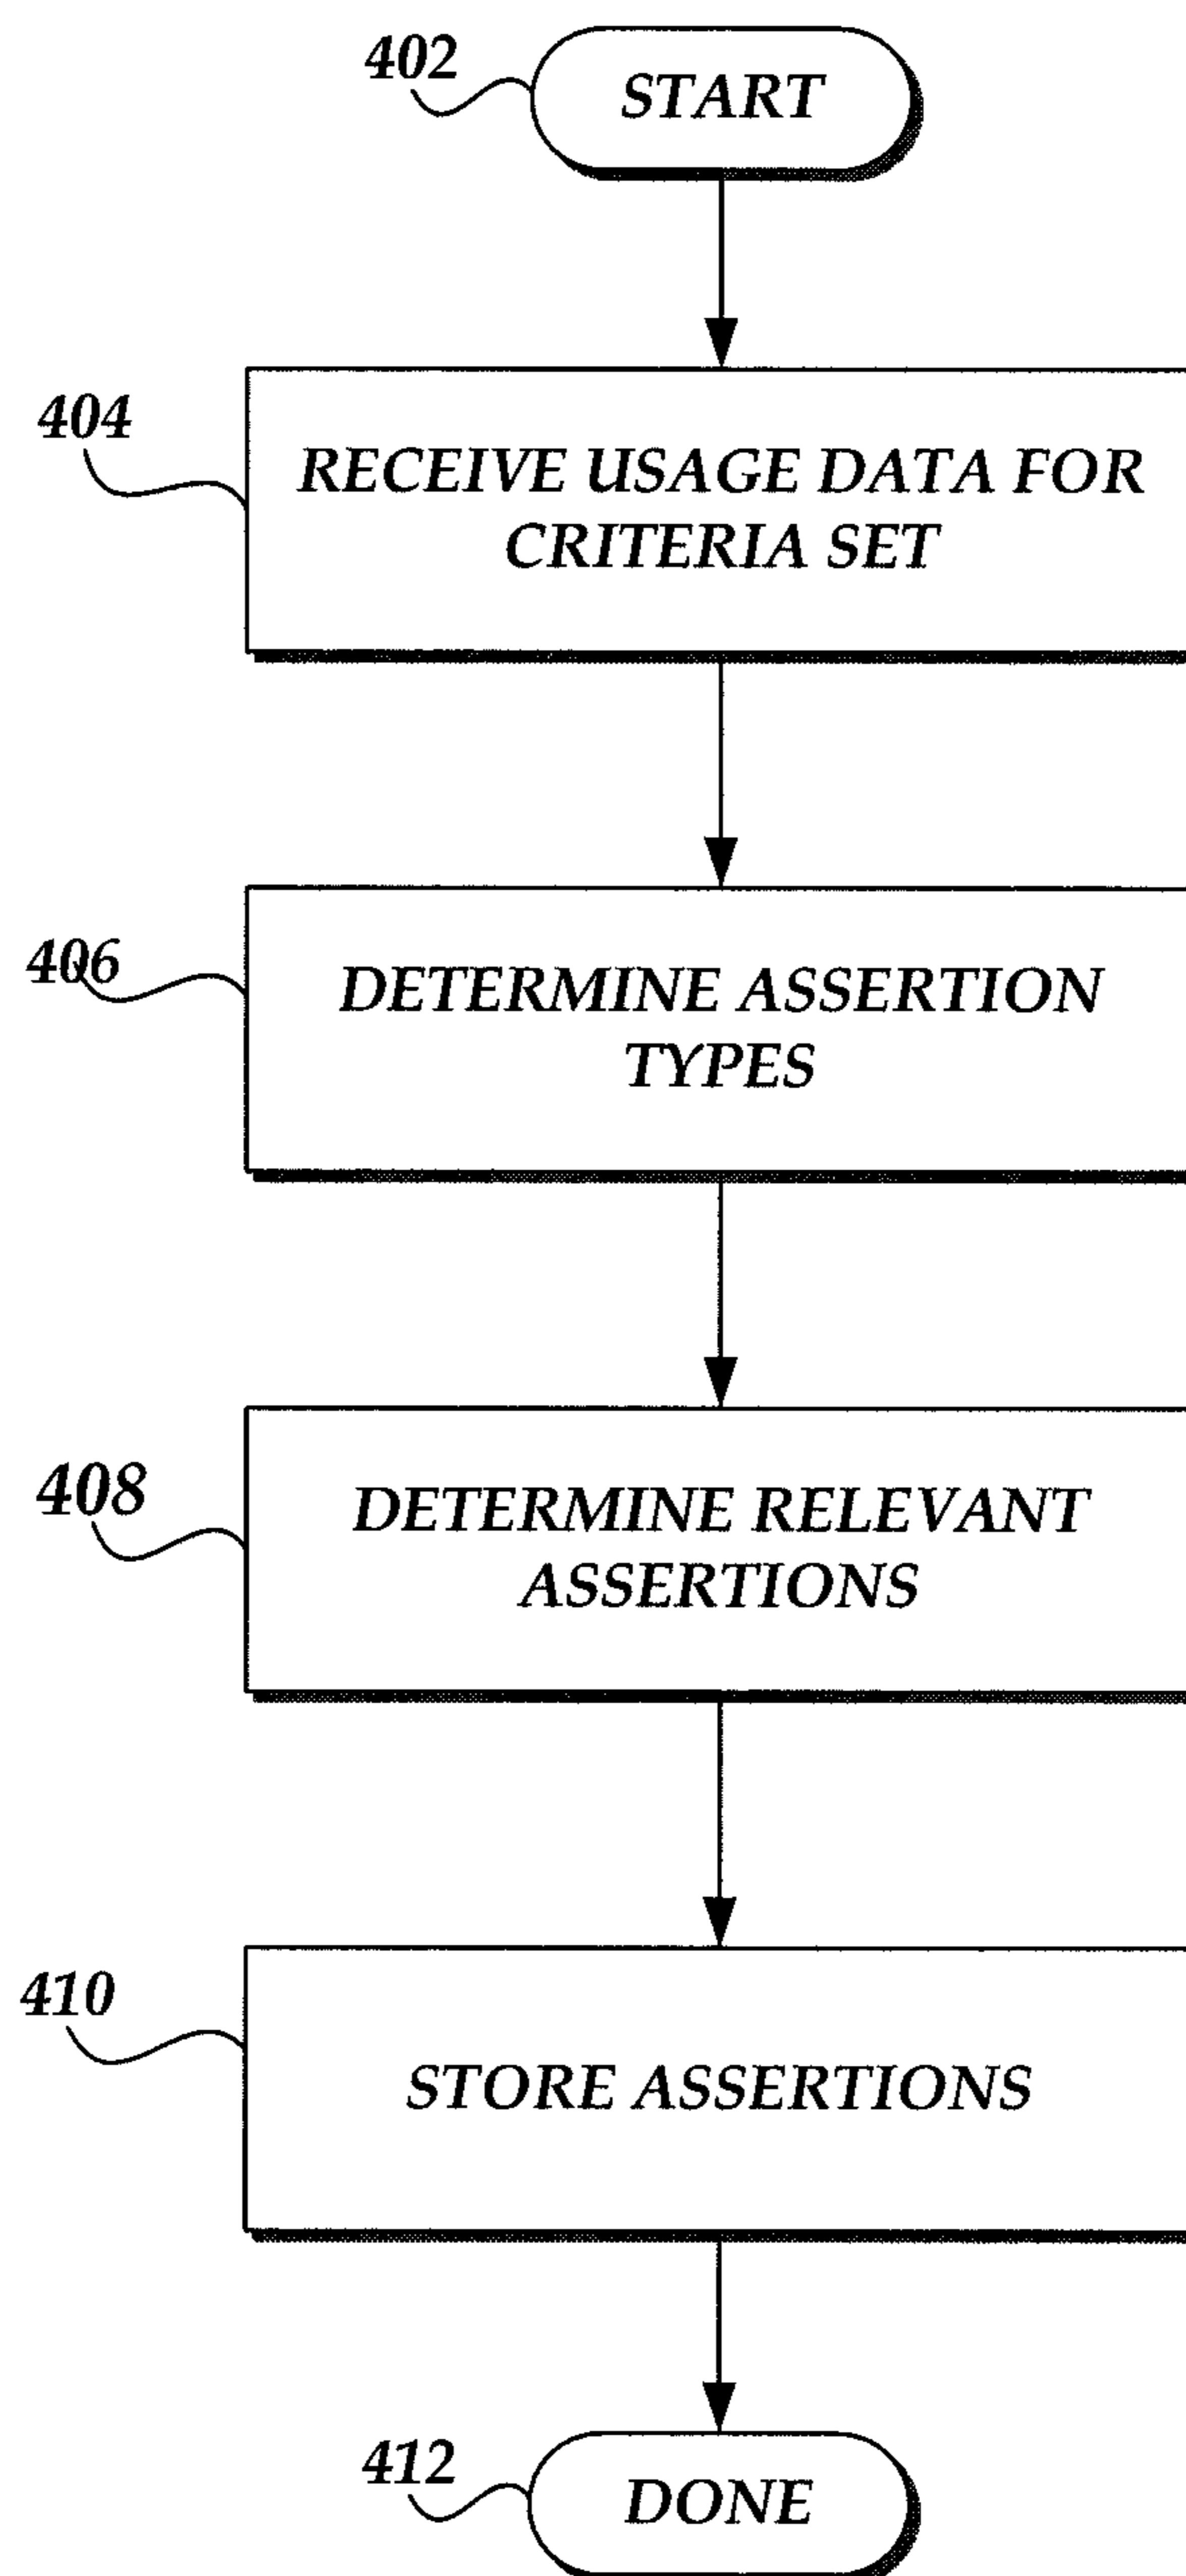 402
START
404
RECEIVE USAGE DATA FOR
CRITERIA SET
406
DETERMINE ASSERTION
TYPES
408
DETERMINE RELEVANT
ASSERTIONS
410
STORE ASSERTIONS
412
DONE